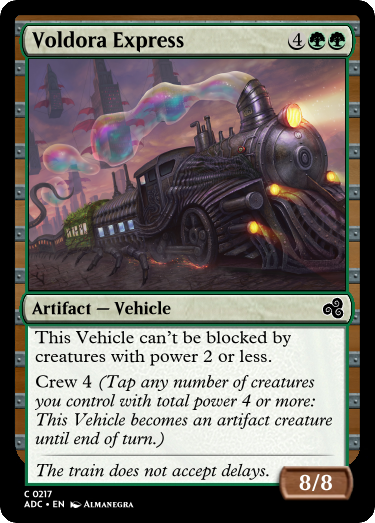 Voldora Express 4
Artifact — Vehicle
This Vehicle can't be blocked by
creatures with power 2 or less.
Crew 4 (Tap any number of creatures
you control with total power 4 or more:
This Vehicle becomes an artifact creature
until end of turn.)
The train does not accept delays.
8/8
C 0217
ADC • EN Almanegra